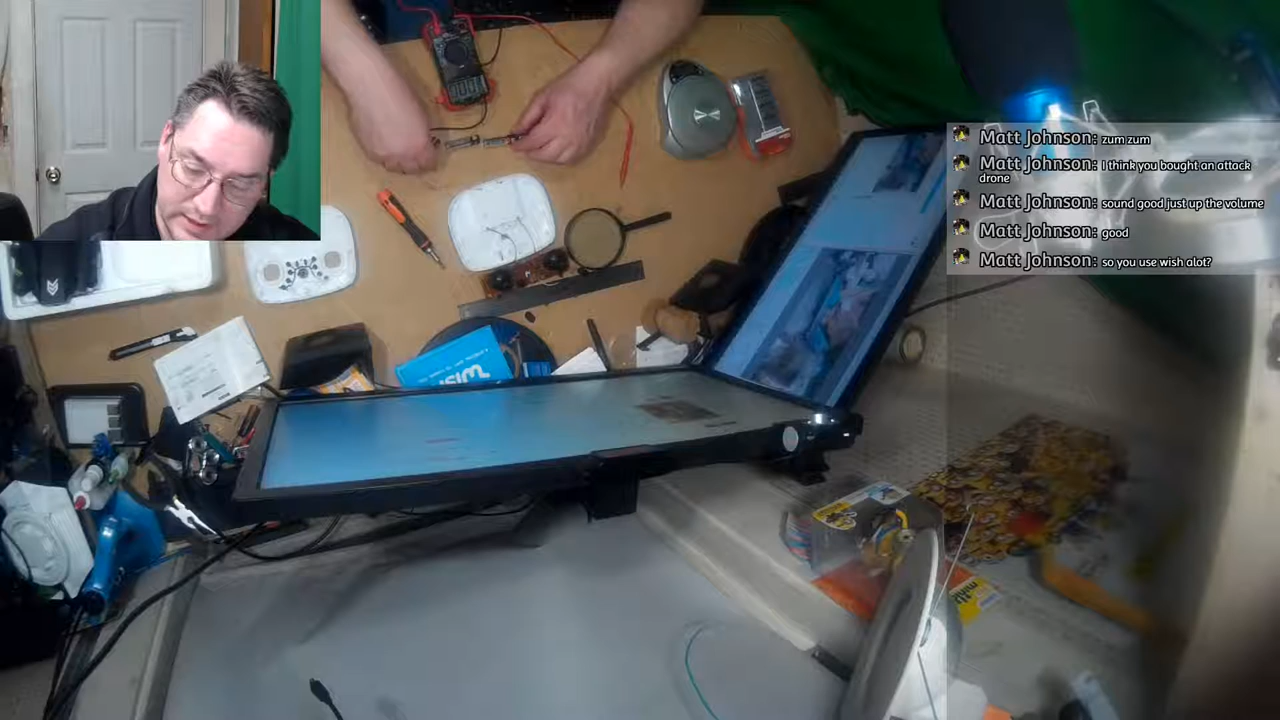 Matt Johnson: zum zum
Matt Johnson: I think you bought an attack
drone
Matt Johnson: sound good just up the volume
Matt Johnson: good
Matt Johnson: so you use wish alot?
wish